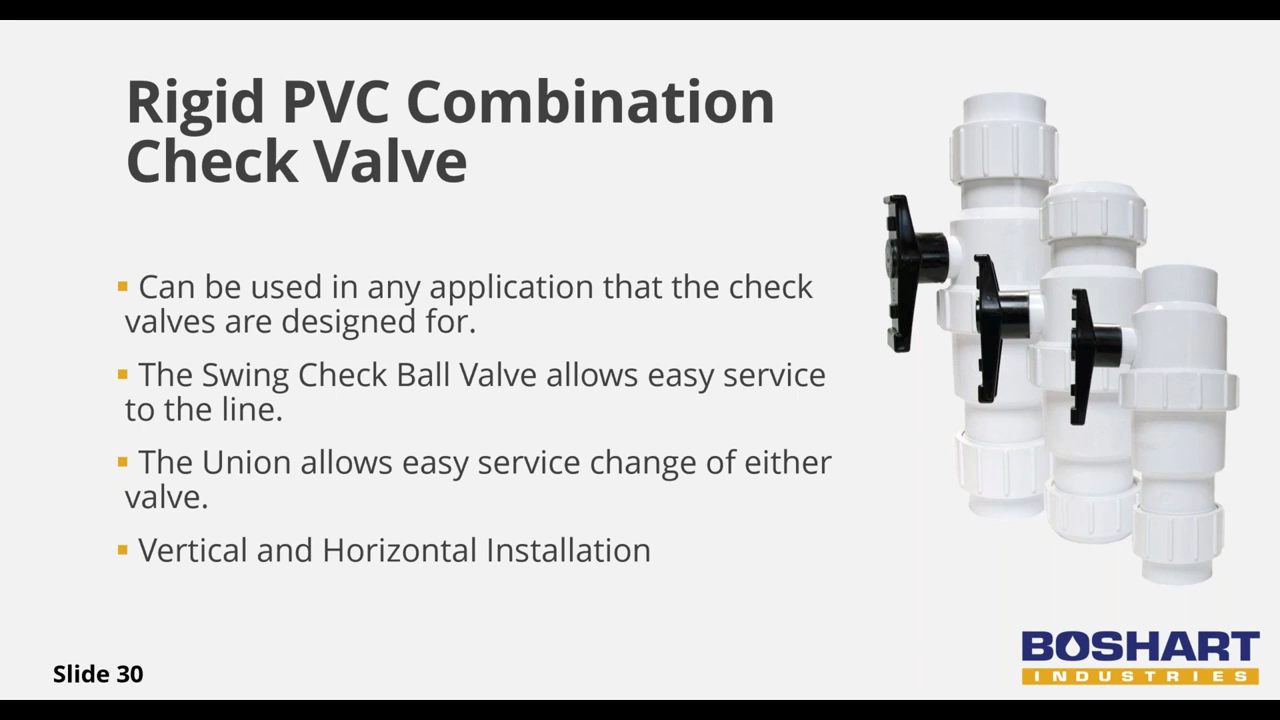 Rigid PVC Combination
Check Valve
▪ Can be used in any application that the check
valves are designed for.
▪ The Swing Check Ball Valve allows easy service
to the line.
▪ The Union allows easy service change of either
valve.
▪ Vertical and Horizontal Installation
Slide 30
BOSHART
INDUSTRIES